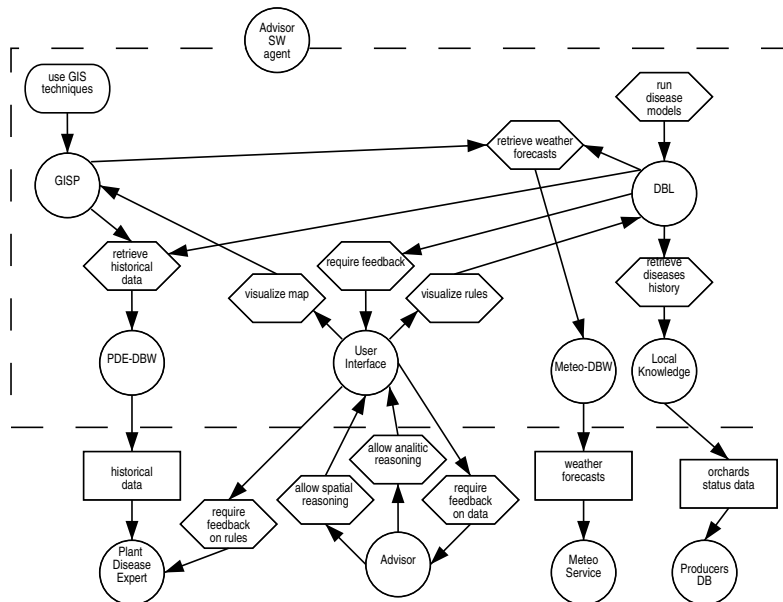 Advisor
SW
agent
use GIS
techniques
run
disease
models
retrieve weather
forecasts
GISP
DBL
retrieve
historical
data
require feedback
retrieve
diseases
history
visualize map
visualize rules
PDE-DBW
User
Interface
Meteo-DBW
Local
Knowledge
allow analitic
reasoning
historical
data
weather
forecasts
orchards
status data
allow spatial
reasoning
require
feedback
on data
require
feedback
on rules
Plant
Disease
Expert
Advisor
Meteo
Service
Producers
DB